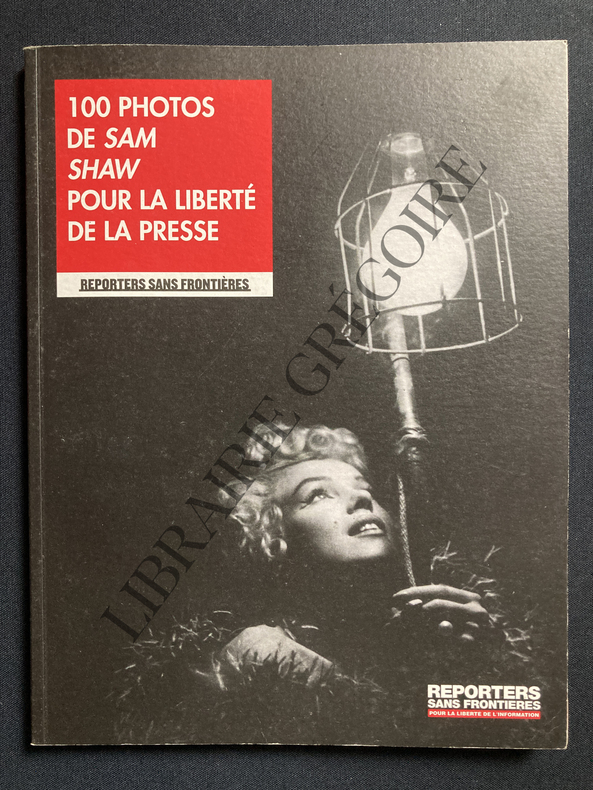 100 PHOTOS
DE SAM
SHAW
POUR LA LIBERTÉ
DE LA PRESSE
REPORTERS SANS FRONTIÈRES
LIBRAIRIE GRÉGOIRE
REPORTERS
SANS FRONTIERES
POUR LA LIBERTE DE L'INFORMATION